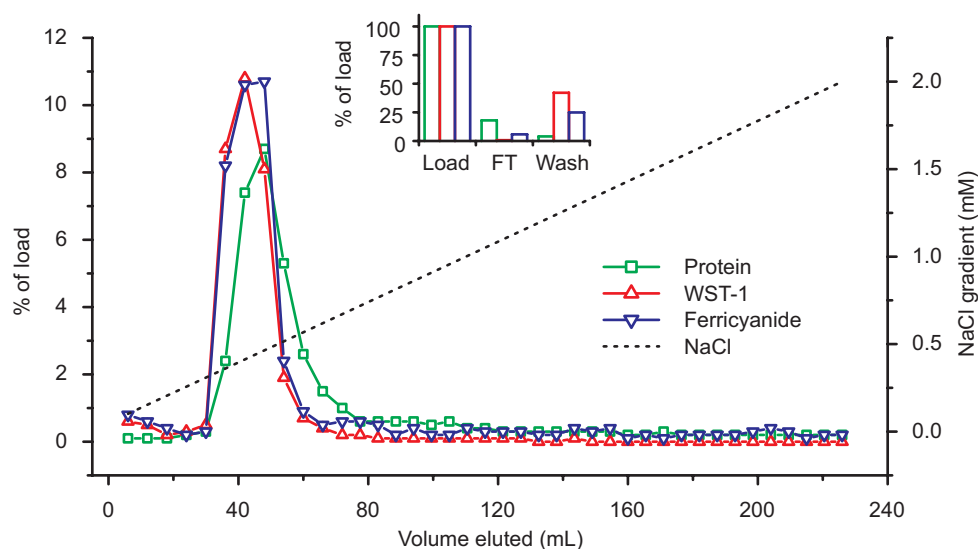 % of load
12
10
8
6
4
2
0
% of load
100
75
50
25
0
Load FT Wash
Protein
WST-1
Ferricyanide
NaCl
2.0
1.5
1.0
0.5
0.0
NaCl gradient (mM)
0 40 80 120 160 200 240
Volume eluted (mL)